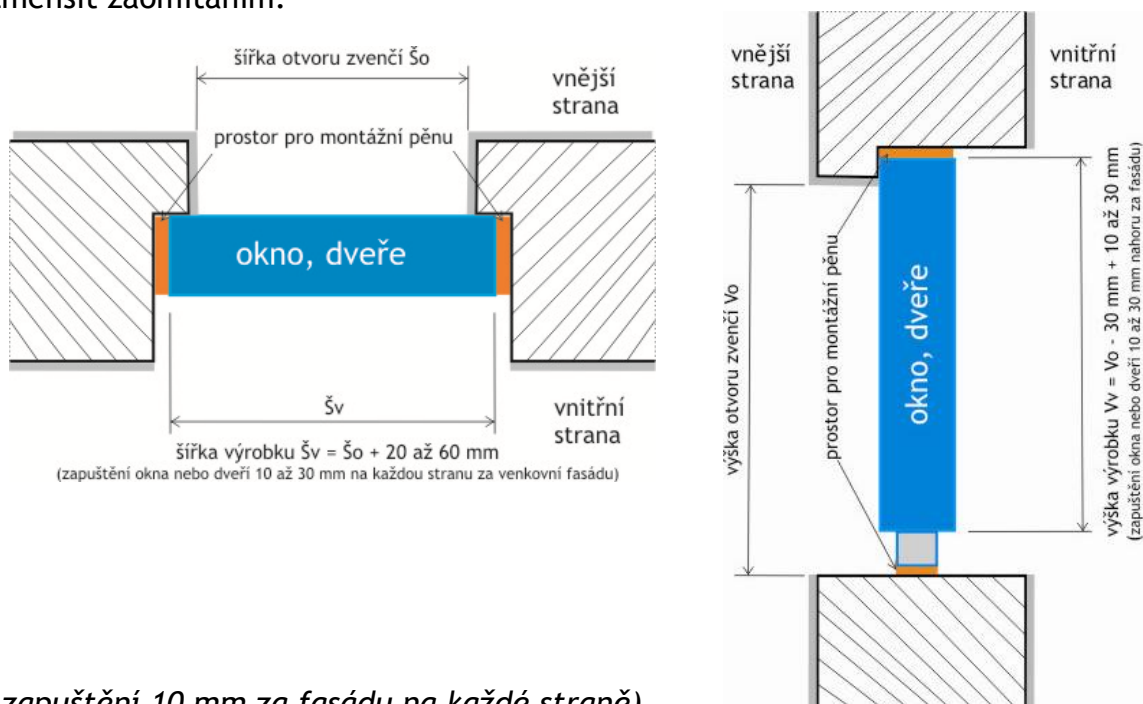 zaomítáním.
šířka otvoru zvenčí Šo
vnější
strana
prostor pro montážní pěnu
okno, dveře
Šv
vnitřní
strana
šířka výrobku Šv = Šo + 20 až 60 mm
(zapuštění okna nebo dveří 10 až 30 mm na každou stranu za venkovní fasádu)
vnější
strana
vnitřní
strana
výška otvoru zvenčí Vo
prostor pro montážní pěnu
okno, dveře
výška výrobku Vv = Vo - 30 mm + 10 až 30 mm
(zapuštění okna nebo dveří 10 až 30 mm nahoru za fasádu)
zapuštění 10 mm za fasádu na každé straně)